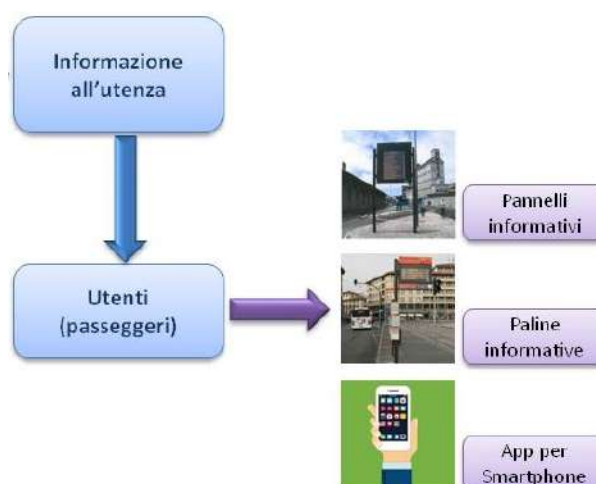 Informazione
all'utenza
Pannelli
informativi
Utenti
(passeggeri)
Paline
informative
App per
Smartphone